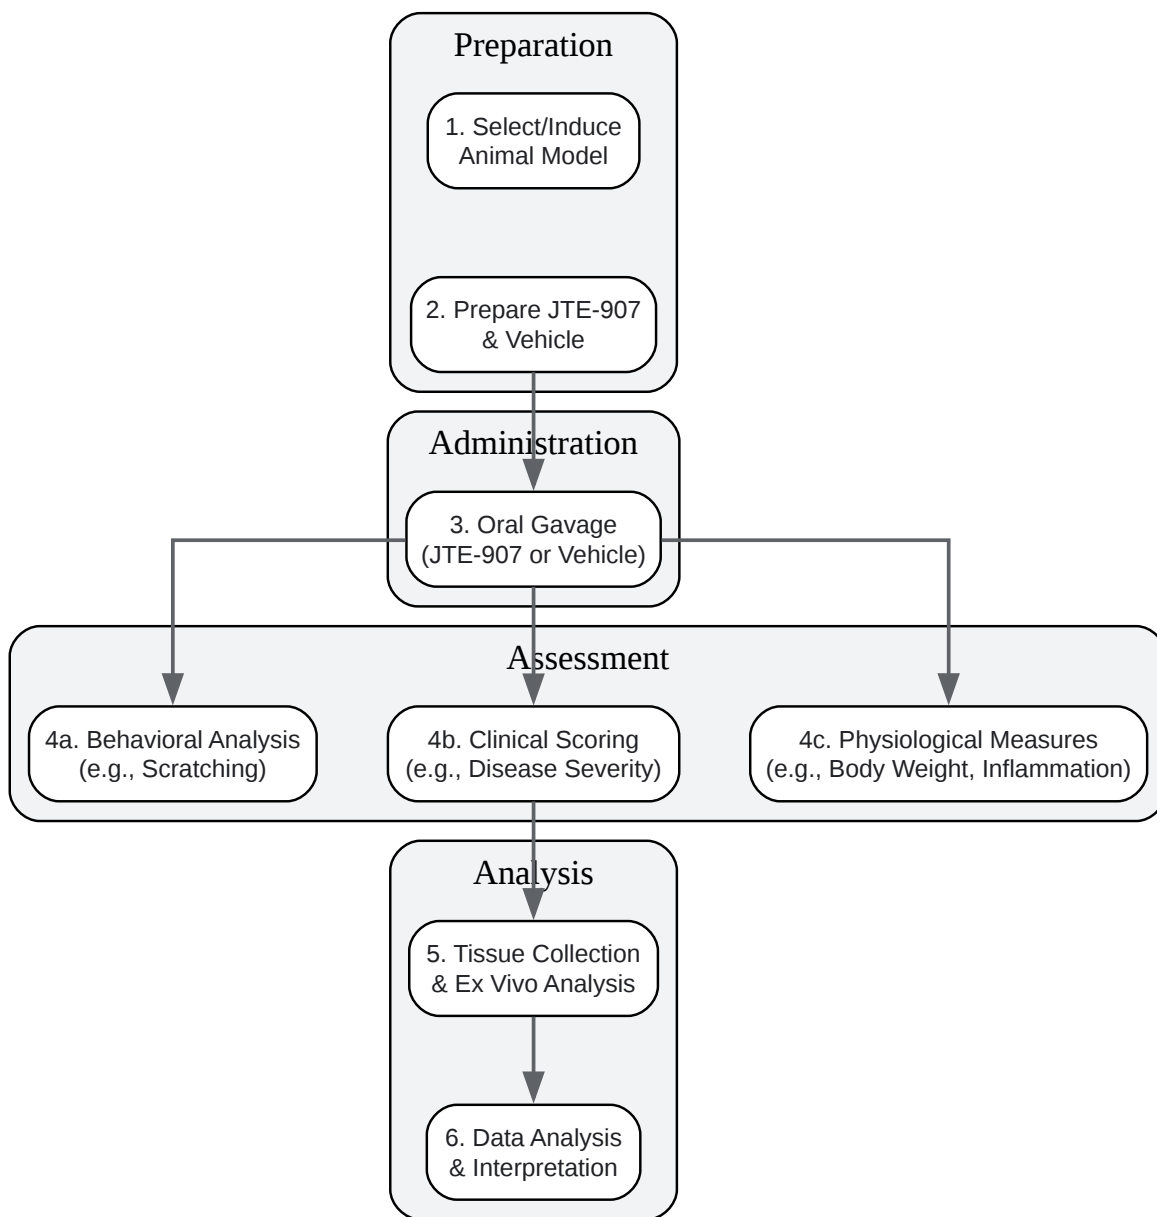 Preparation
1. Select/Induce
Animal Model
2. Prepare JTE-907
& Vehicle
Administration
3. Oral Gavage
(JTE-907 or Vehicle)
Assessment
4a. Behavioral Analysis
(e.g., Scratching)
4b. Clinical Scoring
(e.g., Disease Severity)
4c. Physiological Measures
(e.g., Body Weight, Inflammation)
Analysis
5. Tissue Collection
& Ex Vivo Analysis
6. Data Analysis
& Interpretation